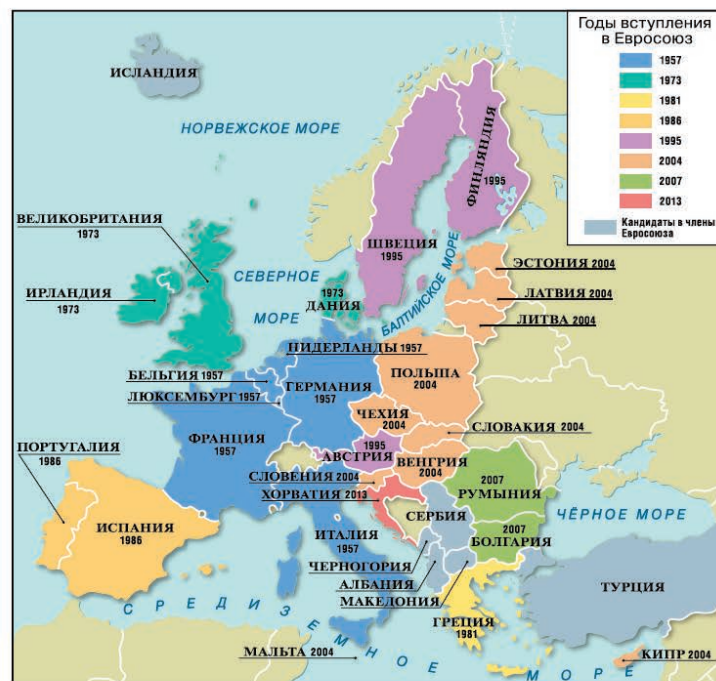 Годы вступления
в Евросоюз
1957
1973
1981
1986
1995
2004
2007
2013
Кандидаты в члены
Евросоюза
ИСЛАНДИЯ
НОРВЕЖСКОЕ МОРЕ
ФИНЛЯНДИЯ
1995
ВЕЛИКОБРИТАНИЯ
1973
ШВЕЦИЯ
1995
СЕВЕРНОЕ
МОРЕ
БАЛТИЙСКОЕ МОРЕ
ЭСТОНИЯ 2004
ЛАТВИЯ 2004
ЛИТВА 2004
ИРЛАНДИЯ
1973
1973
ДАНИЯ
НИДЕРЛАНДЫ 1957
БЕЛЬГИЯ 1957
ЛЮКСЕМБУРГ 1957
ГЕРМАНИЯ
1957
ПОЛЬША
2004
ЧЕХИЯ
2004
СЛОВАКИЯ 2004
ФРАНЦИЯ
1957
ПОРТУГАЛИЯ
1986
1995
АВСТРИЯ
ВЕНГРИЯ
2004
СЛОВЕНИЯ 2004
ХОРВАТИЯ 2013
2007
РУМЫНИЯ
ИСПАНИЯ
1986
СЕРБИЯ
ЧЁРНОЕ МОРЕ
2007
БОЛГАРИЯ
ИТАЛИЯ
1957
ЧЕРНОГОРИЯ
АЛБАНИЯ
МАКЕДОНИЯ
ТУРЦИЯ
ГРЕЦИЯ
1981
СРЕДИЗЕМНОЕ МОРЕ
МАЛЬТА 2004
КИПР 2004